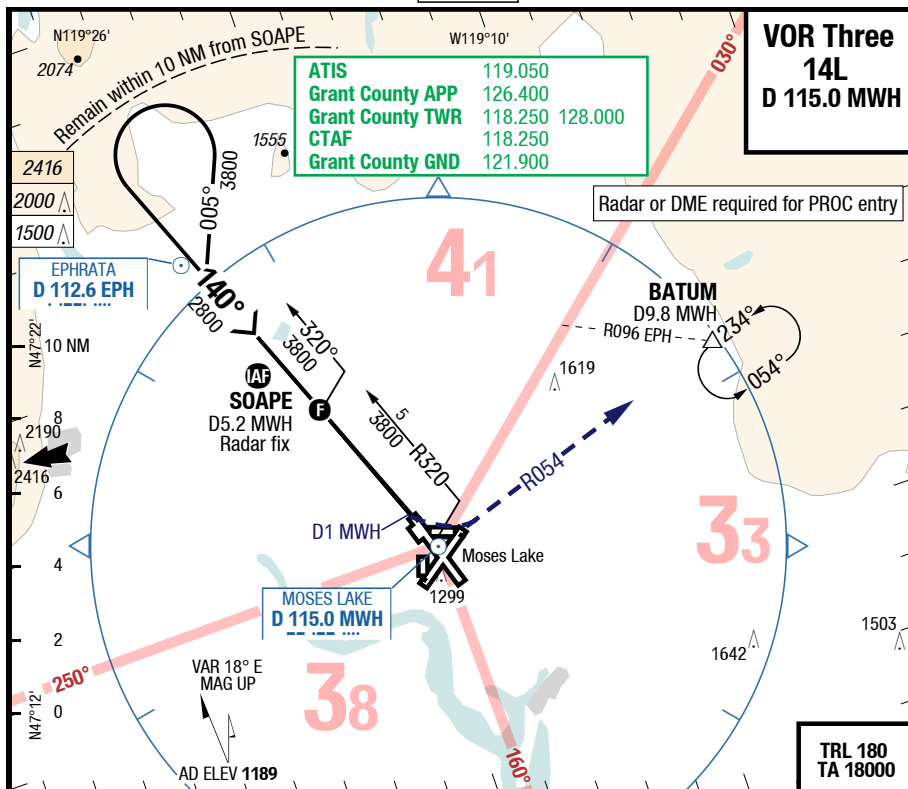 N119°26'
W119°10'
2074
Remain within 10 NM from SOAPE
VOR Three
14L
D 115.0 MWH
ATIS 119.050
Grant County APP 126.400
Grant County TWR 118.250 128.000
CTAF 118.250
Grant County GND 121.900
030°
1555
2416
2000
1500
005°
3800
Radar or DME required for PROC entry
41
EPHRATA
D 112.6 EPH
140°
2800
BATUM
D9.8 MWH
R096 EPH
234°
054°
N47°22'
10 NM
320°
3800
IAF
SOAPE
D5.2 MWH
Radar fix
F
1619
5
3800
R320
8
2190
2416
6
R054
D1 MWH
33
Moses Lake
4
1299
MOSES LAKE
D 115.0 MWH
2
1642
1503
250°
VAR 18° E
MAG UP
38
N47°12'
0
160°
AD ELEV 1189
TRL 180
TA 18000